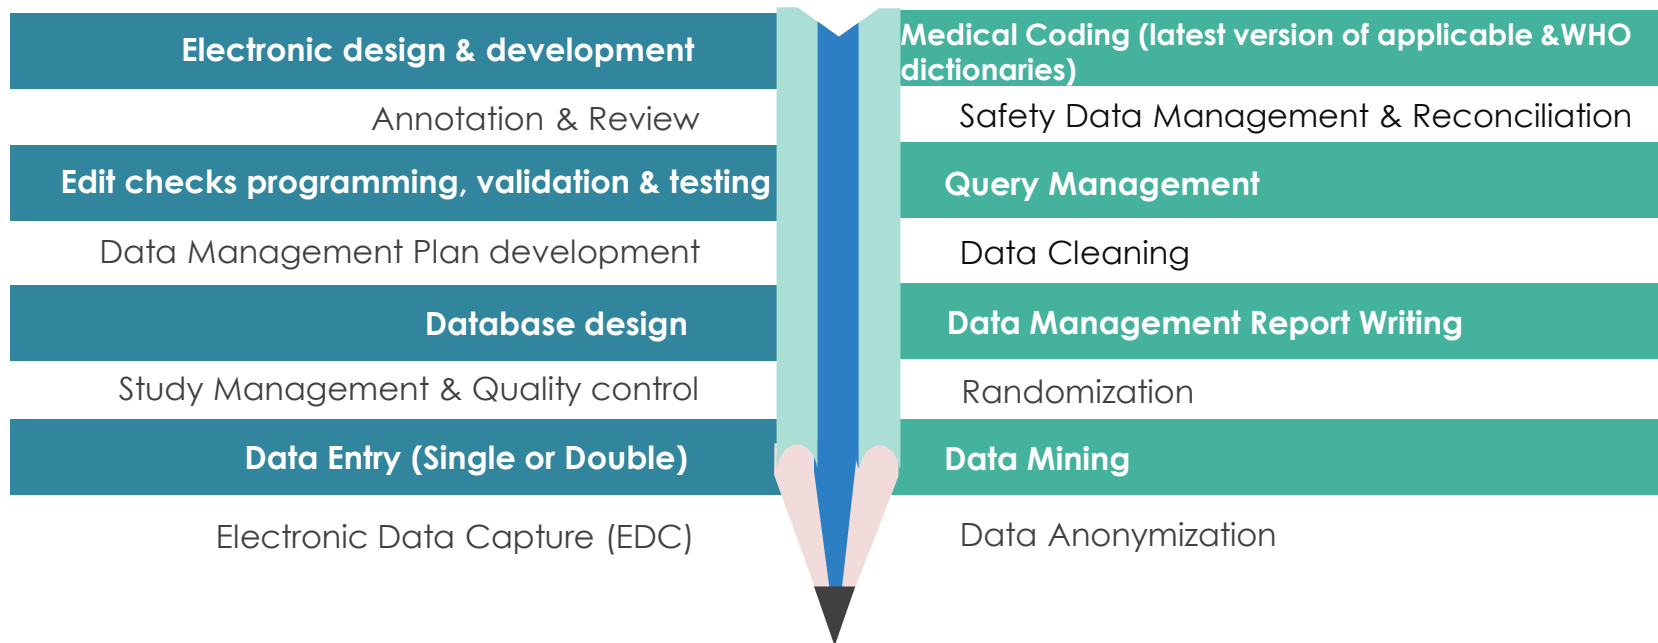 Electronic design & development
Annotation & Review
Edit checks programming, validation & testing
Data Management Plan development
Database design
Study Management & Quality control
Data Entry (Single or Double)
Electronic Data Capture (EDC)
Medical Coding (latest version of applicable &WHO
dictionaries)
Safety Data Management & Reconciliation
Query Management
Data Cleaning
Data Management Report Writing
Randomization
Data Mining
Data Anonymization